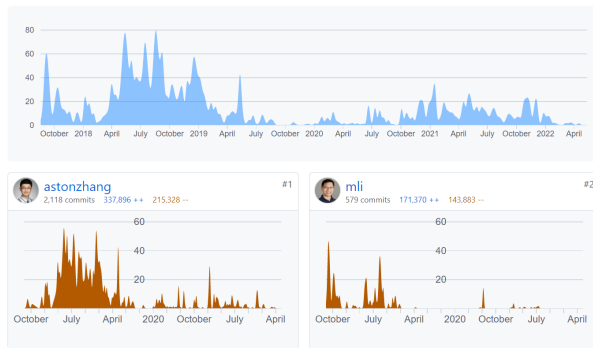 80
60
40
20
0
October 2018 April July October 2019 April July October 2020 April July October 2021 April July October 2022 April
astonzhang #1
2,118 commits 337,896 ++ 215,328 --
60
40
20
October July April 2020 October July April
mli #2
579 commits 171,370 ++ 143,883 --
60
40
20
October July April 2020 October July April